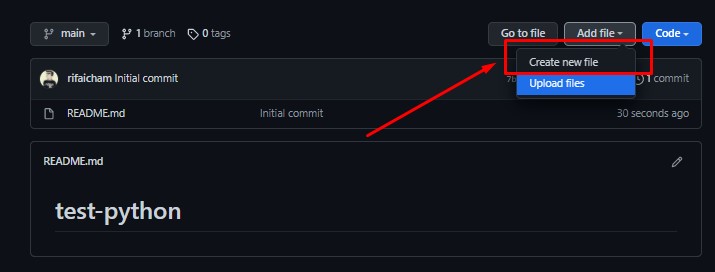 main 1 branch 0 tags Go to file Add file Code
Create new file
rifaicham Initial commit 1 commit
Upload files
README.md Initial commit 30 seconds ago
README.md
test-python